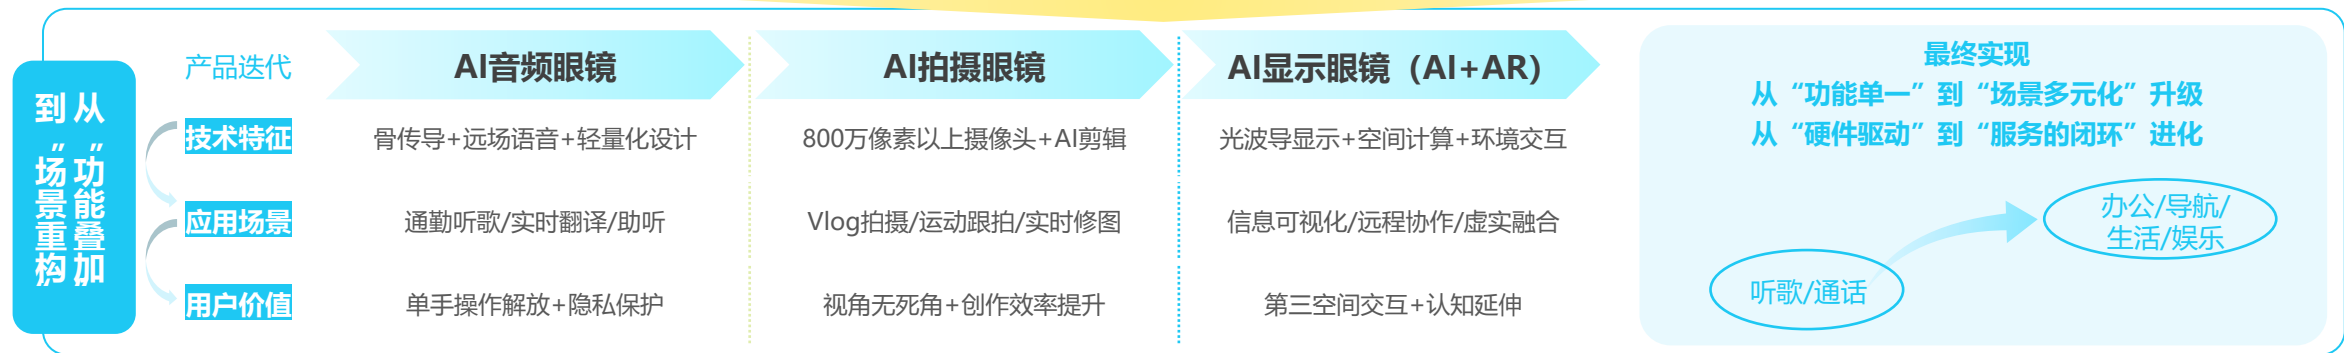 从“功能叠加”
到“场景重构”
产品迭代
AI音频眼镜
AI拍摄眼镜
AI显示眼镜（AI+AR）
技术特征
骨传导+远场语音+轻量化设计
800万像素以上摄像头+AI剪辑
光波导显示+空间计算+环境交互
应用场景
通勤听歌/实时翻译/助听
Vlog拍摄/运动跟拍/实时修图
信息可视化/远程协作/虚实融合
用户价值
单手操作解放+隐私保护
视角无死角+创作效率提升
第三空间交互+认知延伸
最终实现
从“功能单一”到“场景多元化”升级
从“硬件驱动”到“服务的闭环”进化
听歌/通话
办公/导航/
生活/娱乐